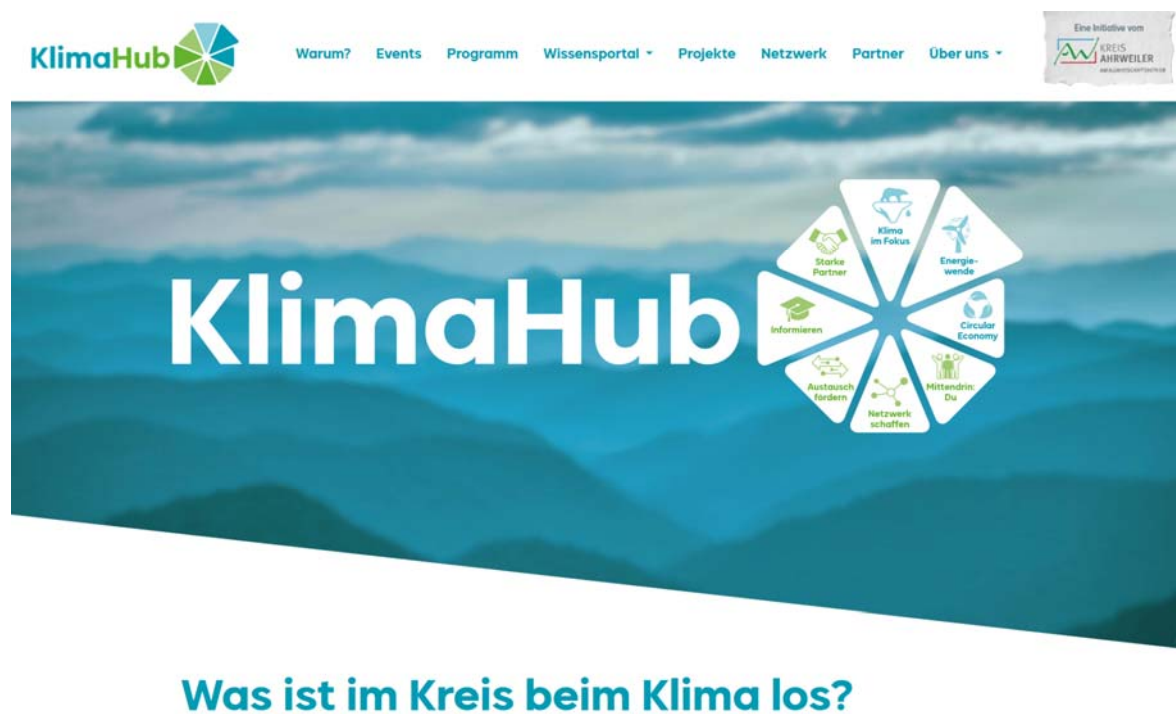 KlimaHub
Warum? Events Programm Wissensportal Projekte Netzwerk Partner Über uns
Eine Initiative vom
AW KREIS
AHRWEILER
KlimaHub
Klima
im Fokus
Energie-
wende
Circular
Economy
Mittendrin:
Du
Netzwerk
schaffen
Austausch
fördern
Informieren
Starke
Partner
Was ist im Kreis beim Klima los?